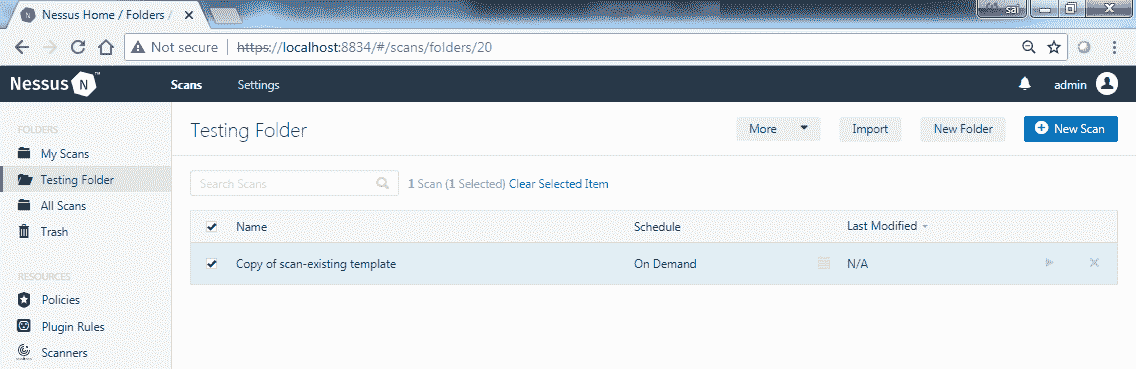 Nessus Home / Folders /
sai
Not secure https://localhost:8834/#/scans/folders/20
Nessus N ™ Scans Settings admin
FOLDERS
My Scans
Testing Folder
All Scans
Trash
RESOURCES
Policies
Plugin Rules
Scanners
Testing Folder More Import New Folder New Scan
Search Scans 1 Scan (1 Selected) Clear Selected Item
Name Schedule Last Modified
Copy of scan-existing template On Demand N/A